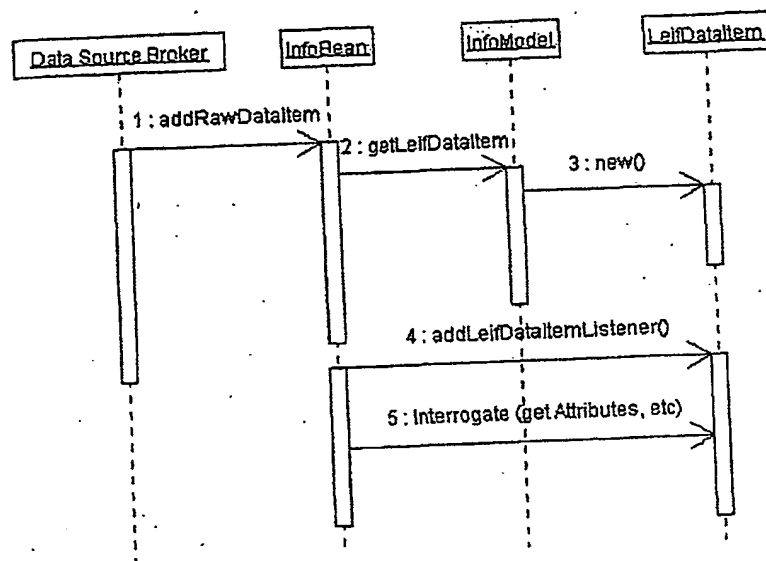 Data Source Broker
InfoBean
InfoModel
LeifDataItem
1 : addRawDataItem
2 : getLeifDataItem
3 : new()
4 : addLeifDataItemListener()
5 : Interrogate (get Attributes, etc)